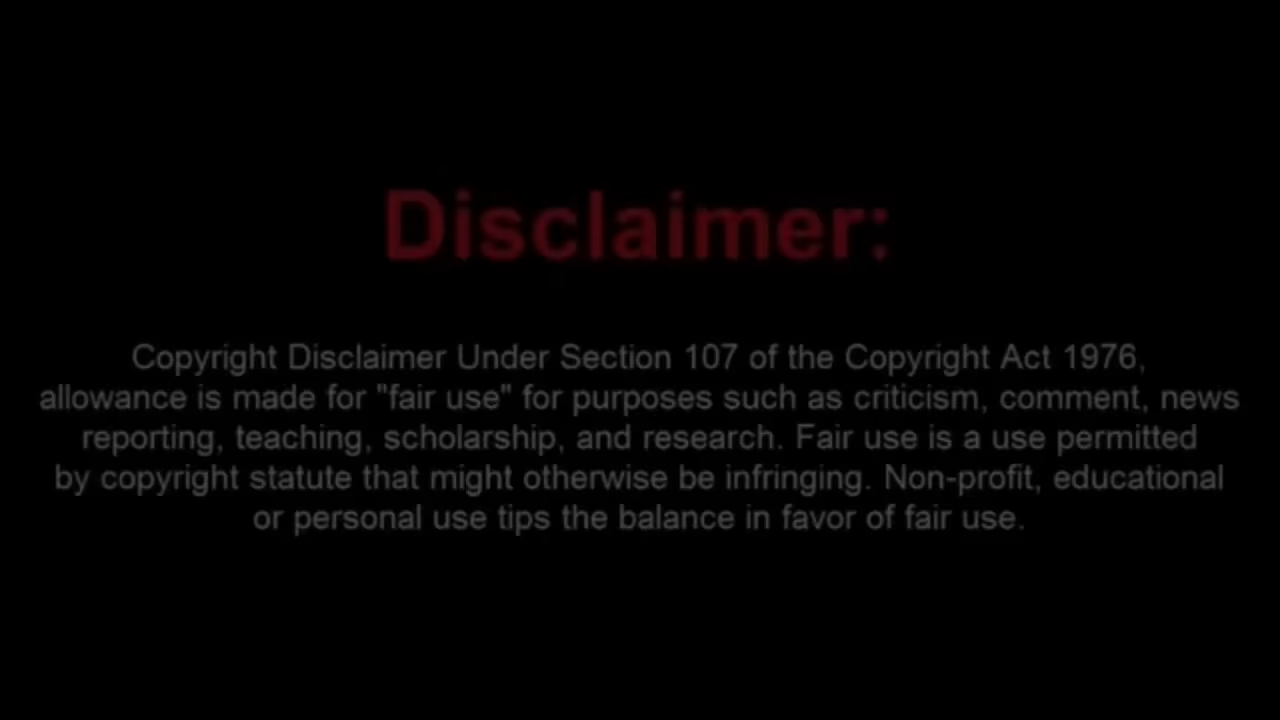 Disclaimer:
Copyright Disclaimer Under Section 107 of the Copyright Act 1976,
allowance is made for "fair use" for purposes such as criticism, comment, news
reporting, teaching, scholarship, and research. Fair use is a use permitted
by copyright statute that might otherwise be infringing. Non-profit, educational
or personal use tips the balance in favor of fair use.